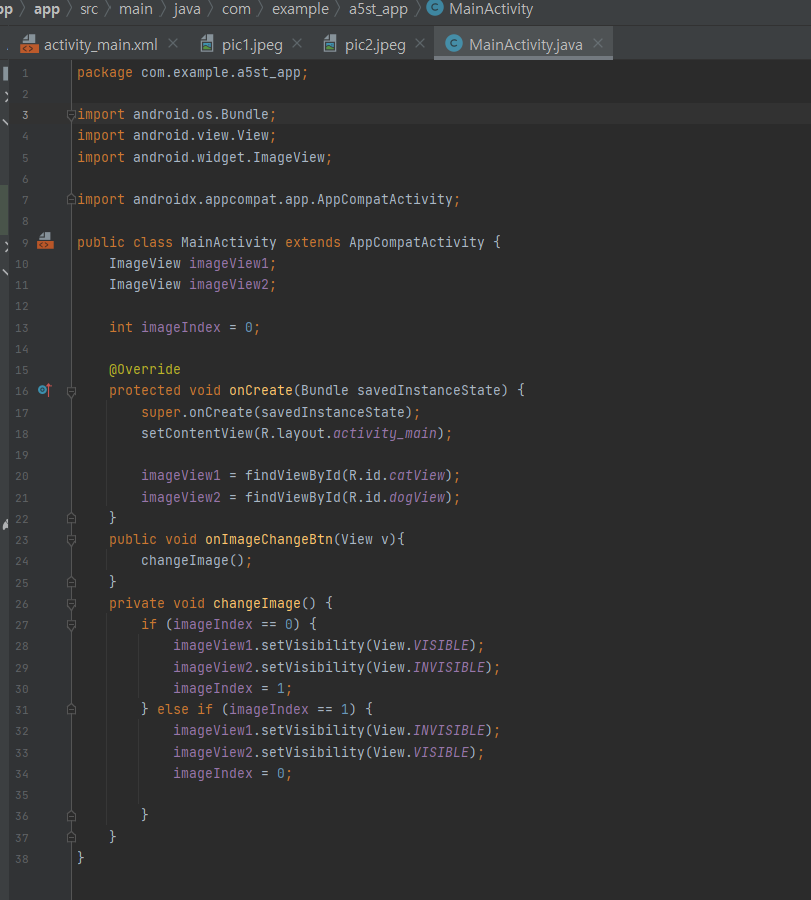 pp app src main java com example a5st_app MainActivity
activity_main.xml pic1.jpeg pic2.jpeg MainActivity.java
1 package com.example.a5st_app;
2
3 import android.os.Bundle;
4 import android.view.View;
5 import android.widget.ImageView;
6
7 import androidx.appcompat.app.AppCompatActivity;
8
9 public class MainActivity extends AppCompatActivity {
10 ImageView imageView1;
11 ImageView imageView2;
12
13 int imageIndex = 0;
14
15 @Override
16 protected void onCreate(Bundle savedInstanceState) {
17 super.onCreate(savedInstanceState);
18 setContentView(R.layout.activity_main);
19
20 imageView1 = findViewById(R.id.catView);
21 imageView2 = findViewById(R.id.dogView);
22 }
23 public void onImageChangeBtn(View v){
24 changeImage();
25 }
26 private void changeImage() {
27 if (imageIndex == 0) {
28 imageView1.setVisibility(View.VISIBLE);
29 imageView2.setVisibility(View.INVISIBLE);
30 imageIndex = 1;
31 } else if (imageIndex == 1) {
32 imageView1.setVisibility(View.INVISIBLE);
33 imageView2.setVisibility(View.VISIBLE);
34 imageIndex = 0;
35
36 }
37 }
38 }